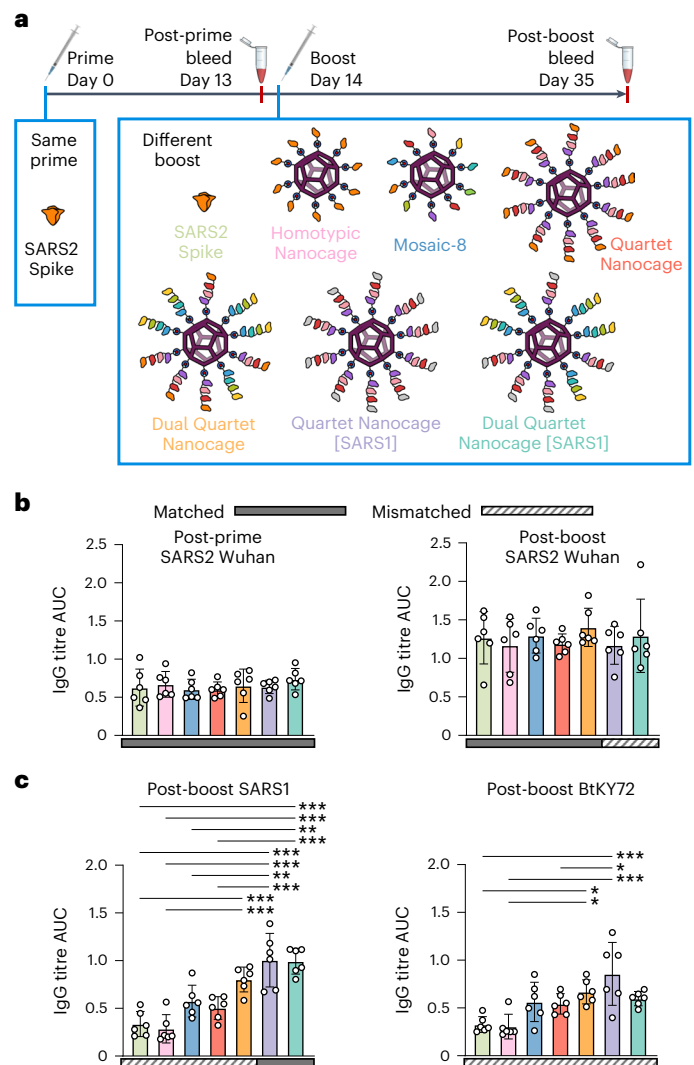 a
Prime
Day 0
Post-prime
bleed
Day 13
Boost
Day 14
Post-boost
bleed
Day 35
Same
prime
SARS2
Spike
Different
boost
SARS2
Spike
Homotypic
Nanocage
Mosaic-8
Quartet
Nanocage
Dual Quartet
Nanocage
Quartet Nanocage
[SARS1]
Dual Quartet
Nanocage [SARS1]
b
Matched
Mismatched
Post-prime
SARS2 Wuhan
IgG titre AUC
2.5
2.0
1.5
1.0
0.5
0
Post-boost
SARS2 Wuhan
IgG titre AUC
2.5
2.0
1.5
1.0
0.5
0
c
Post-boost SARS1
***
***
**
***
***
***
**
***
***
***
IgG titre AUC
2.0
1.5
1.0
0.5
0
Post-boost BtKY72
***
*
***
*
*
IgG titre AUC
2.0
1.5
1.0
0.5
0